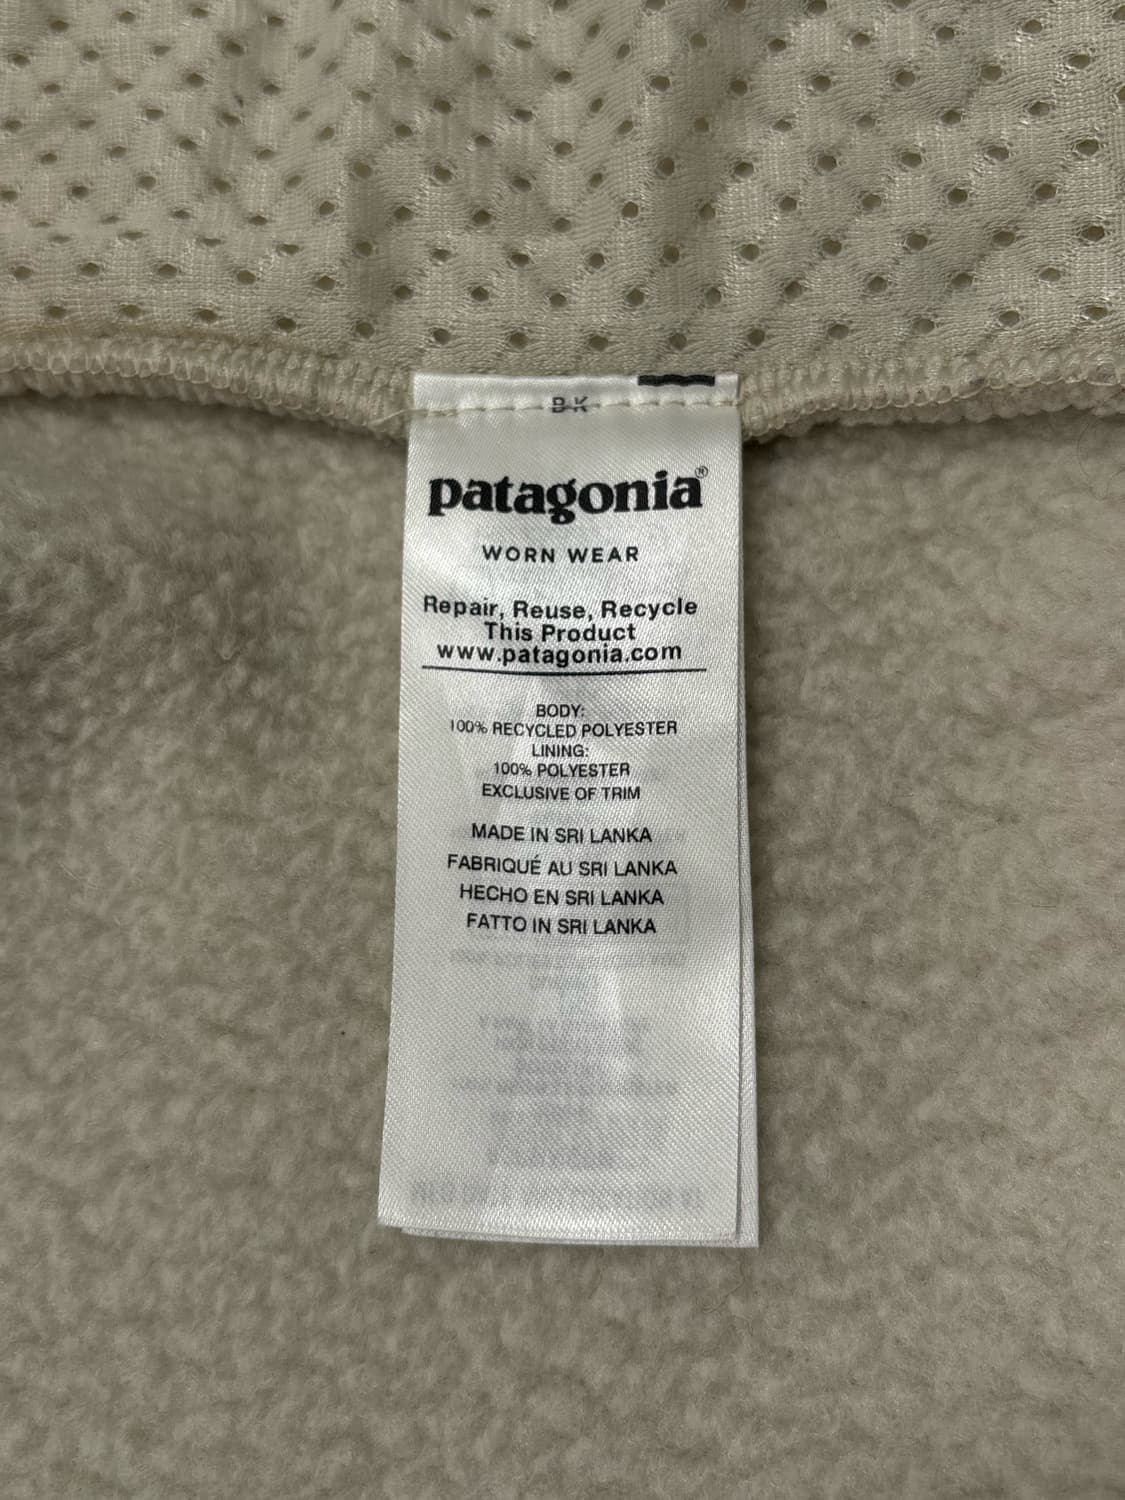 B-K
patagonia®
WORN WEAR
Repair, Reuse, Recycle
This Product
www.patagonia.com
BODY:
100% RECYCLED POLYESTER
LINING:
100% POLYESTER
EXCLUSIVE OF TRIM
MADE IN SRI LANKA
FABRIQUÉ AU SRI LANKA
HECHO EN SRI LANKA
FATTO IN SRI LANKA